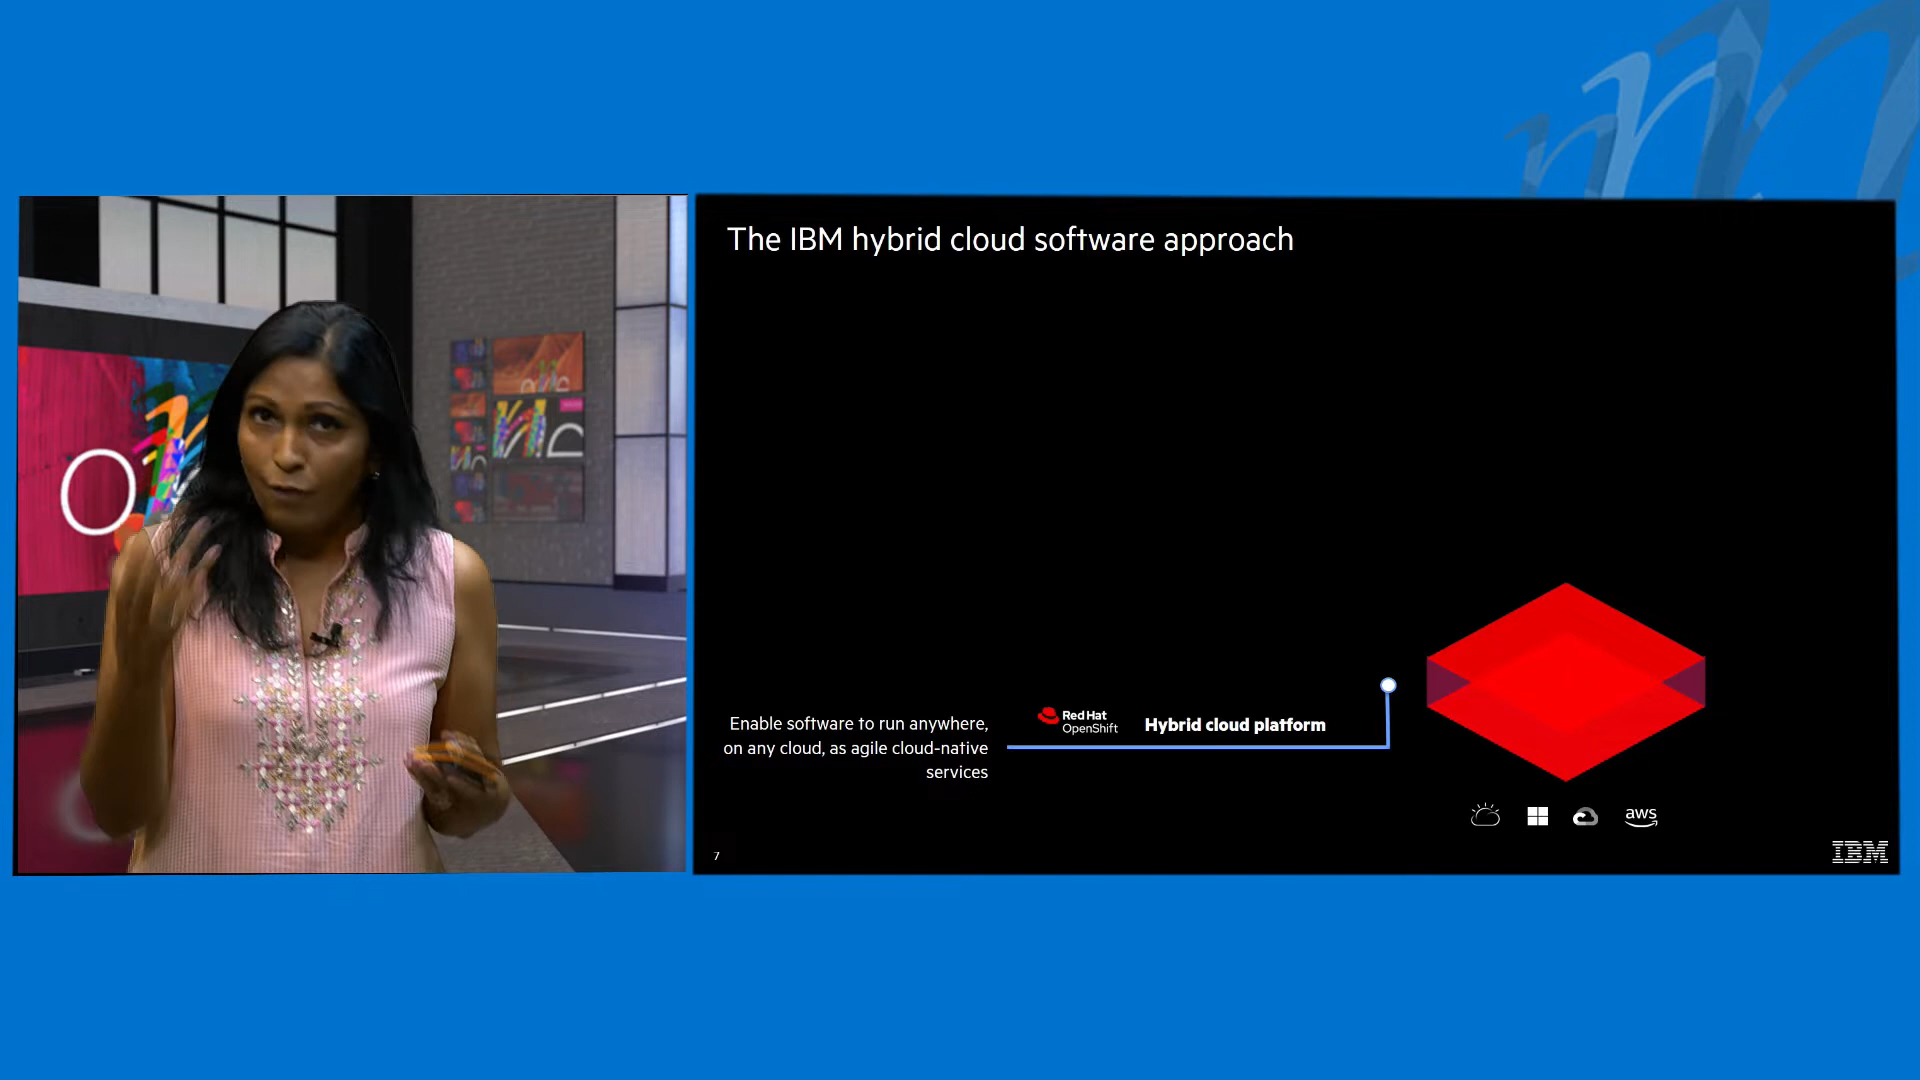 The IBM hybrid cloud software approach
Enable software to run anywhere,
on any cloud, as agile cloud-native
services
Red Hat
OpenShift
Hybrid cloud platform
aws
7
IBM